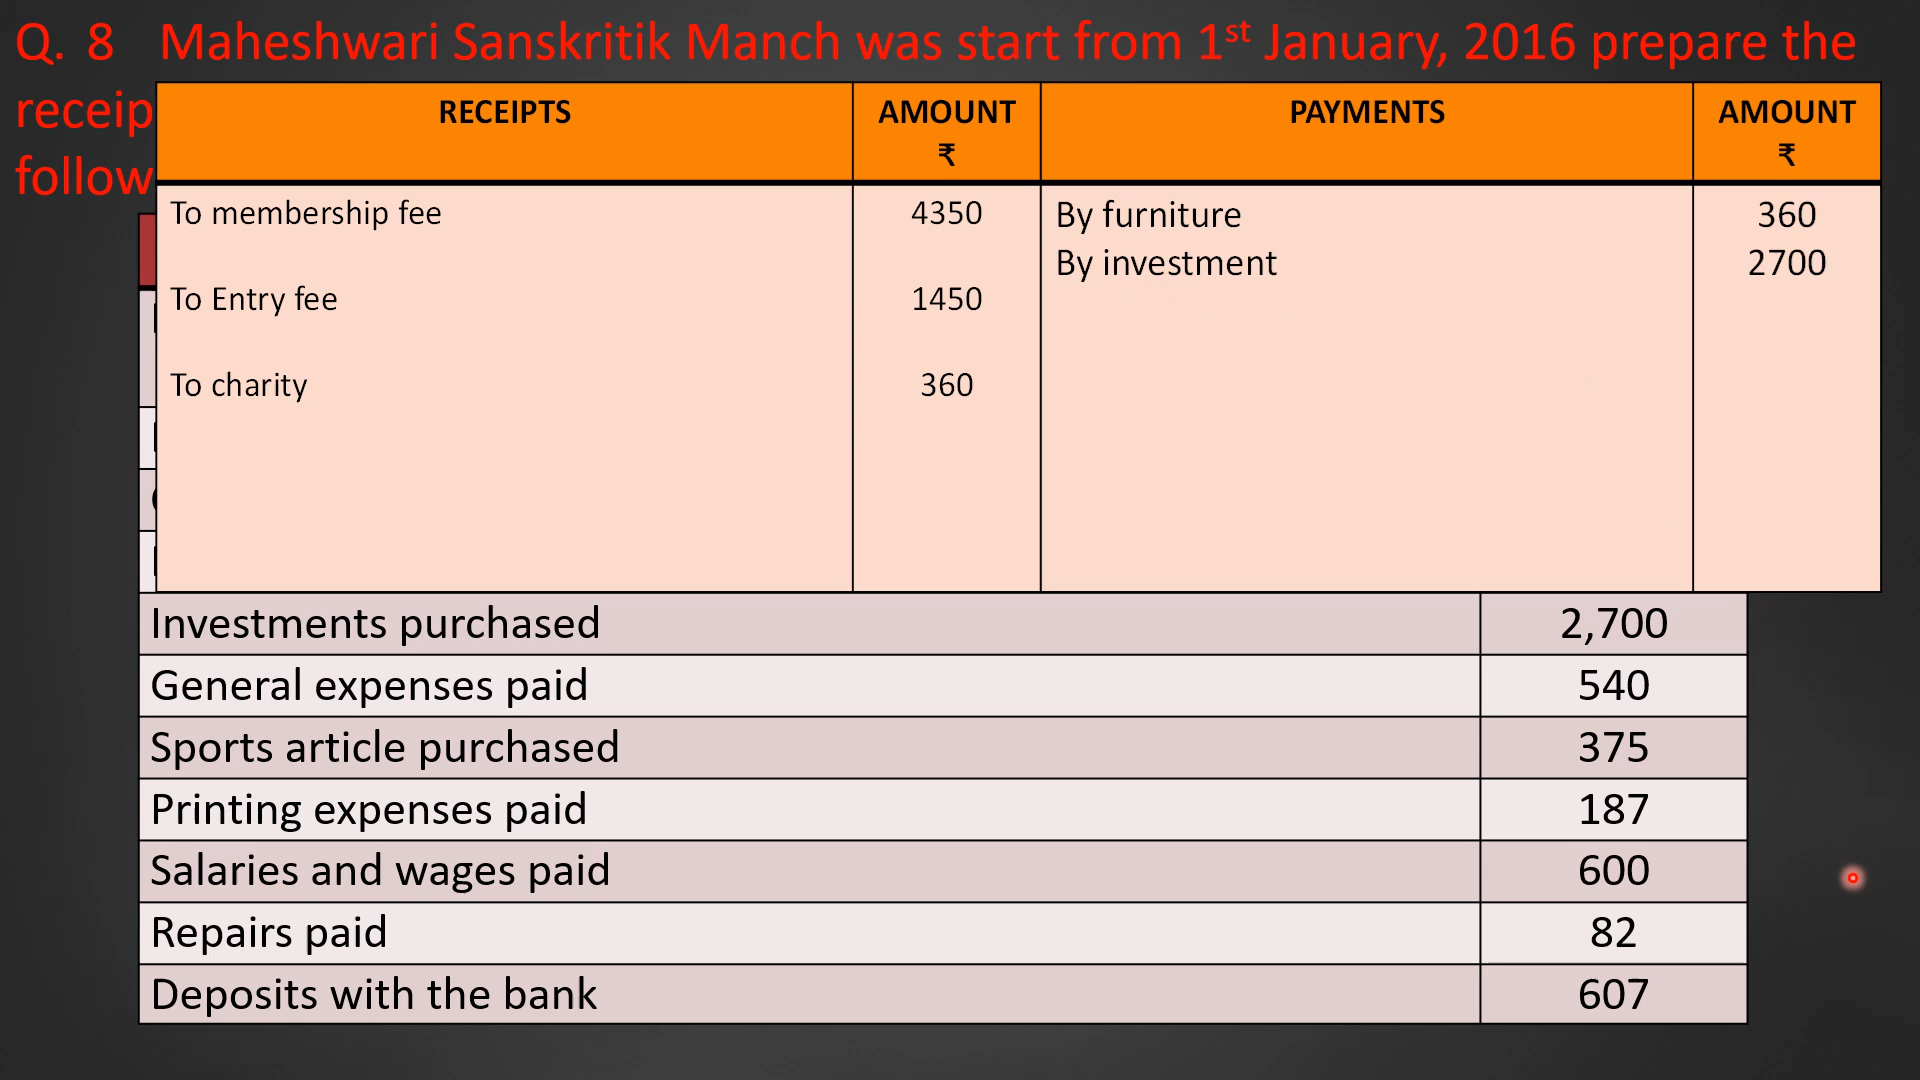 Q. 8 Maheshwari Sanskritik Manch was start from 1st January, 2016 prepare the
receip
follow
RECEIPTS AMOUNT ₹ PAYMENTS AMOUNT ₹
To membership fee 4350 By furniture 360
By investment 2700
To Entry fee 1450
To charity 360
Investments purchased 2,700
General expenses paid 540
Sports article purchased 375
Printing expenses paid 187
Salaries and wages paid 600
Repairs paid 82
Deposits with the bank 607